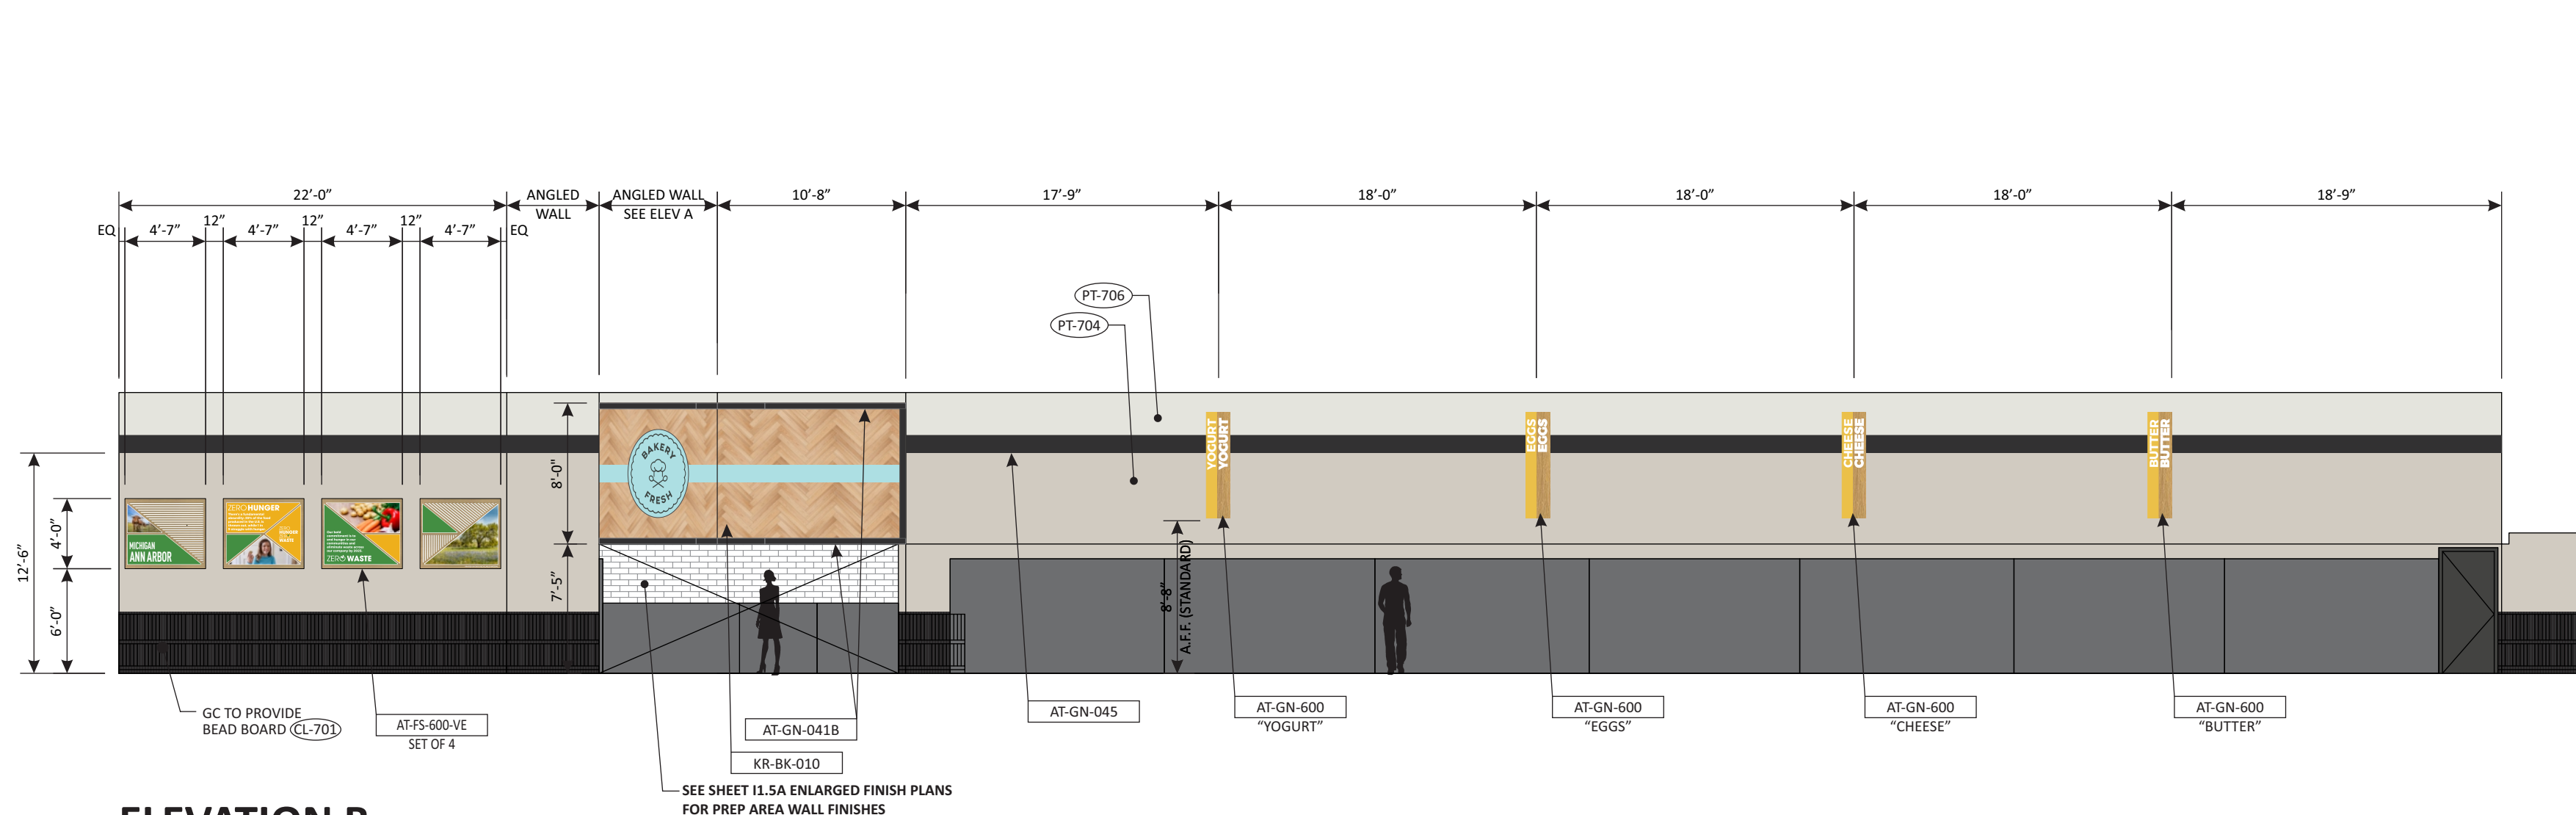 22’-0”
ANGLED
WALL
ANGLED WALL
SEE ELEV A
10’-8”
17’-9”
18’-0”
18’-0”
18’-0”
18’-9”
EQ
4’-7”
12”
4’-7”
12”
4’-7”
12”
4’-7”
EQ
PT-706
PT-704
12’-6”
4’-0”
6’-0”
8’-0"
7’-5”
8’-8”
A.F.F. (STANDARD)
MICHIGAN
ANN ARBOR
ZEROHUNGER
ZERO
HUNGER
WASTE
ZERO WASTE
BAKERY
FRESH
YOGURT
YOGURT
EGGS
EGGS
CHEESE
CHEESE
BUTTER
BUTTER
GC TO PROVIDE
BEAD BOARD CL-701
AT-FS-600-VE
SET OF 4
AT-GN-041B
KR-BK-010
SEE SHEET I1.5A ENLARGED FINISH PLANS
FOR PREP AREA WALL FINISHES
AT-GN-045
AT-GN-600
“YOGURT”
AT-GN-600
“EGGS”
AT-GN-600
“CHEESE”
AT-GN-600
“BUTTER”
ELEVATION B